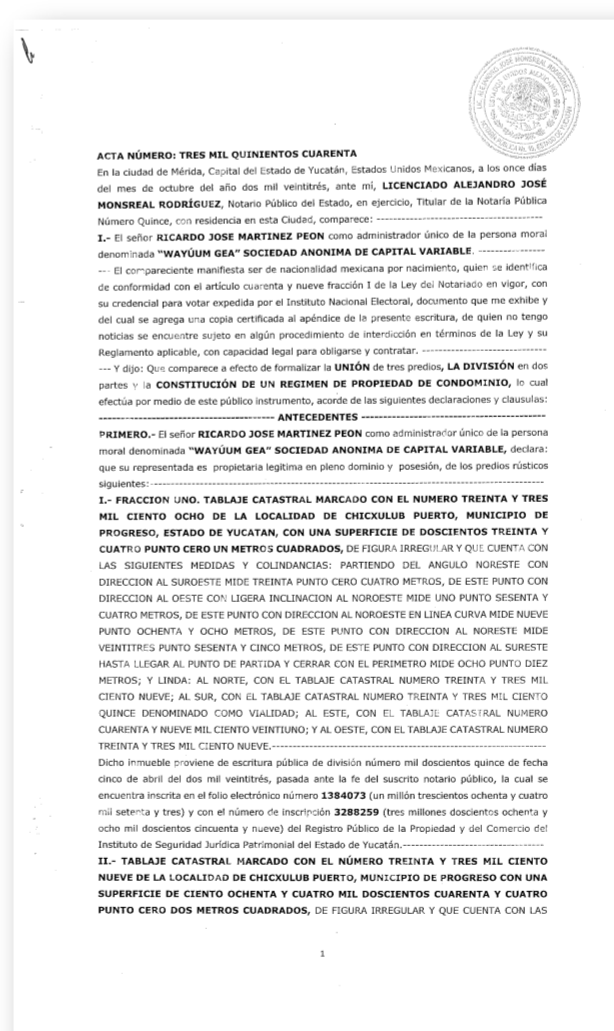 LIC. ALEJANDRO JOSÉ MONSREAL RODRÍGUEZ
ESTADOS UNIDOS MEXICANOS
NOTARIA PUBLICA No. 15, ESTADO DE YUCATAN
ACTA NÚMERO: TRES MIL QUINIENTOS CUARENTA
En la ciudad de Mérida, Capital del Estado de Yucatán, Estados Unidos Mexicanos, a los once días
del mes de octubre del año dos mil veintitrés, ante mí, LICENCIADO ALEJANDRO JOSÉ
MONSREAL RODRÍGUEZ, Notario Público del Estado, en ejercicio, Titular de la Notaría Pública
Número Quince, con residencia en esta Ciudad, comparece: ----------------------------------------
I.- El señor RICARDO JOSE MARTINEZ PEON como administrador único de la persona moral
denominada "WAYÚUM GEA" SOCIEDAD ANONIMA DE CAPITAL VARIABLE. ----------------
--- El compareciente manifiesta ser de nacionalidad mexicana por nacimiento, quien se identifica
de conformidad con el artículo cuarenta y nueve fracción I de la Ley del Notariado en vigor, con
su credencial para votar expedida por el Instituto Nacional Electoral, documento que me exhibe y
del cual se agrega una copia certificada al apéndice de la presente escritura, de quien no tengo
noticias se encuentre sujeto en algún procedimiento de interdicción en términos de la Ley y su
Reglamento aplicable, con capacidad legal para obligarse y contratar. ------------------------------
--- Y dijo: Que comparece a efecto de formalizar la UNIÓN de tres predios, LA DIVISIÓN en dos
partes y la CONSTITUCIÓN DE UN REGIMEN DE PROPIEDAD DE CONDOMINIO, lo cual
efectúa por medio de este público instrumento, acorde de las siguientes declaraciones y clausulas:
------------------------------------------ ANTECEDENTES --------------------------------------------
PRIMERO.- El señor RICARDO JOSE MARTINEZ PEON como administrador único de la persona
moral denominada "WAYÚUM GEA" SOCIEDAD ANONIMA DE CAPITAL VARIABLE, declara:
que su representada es propietaria legítima en pleno dominio y posesión, de los predios rústicos
siguientes:------------------------------------------------------------------------------------------------
I.- FRACCION UNO. TABLAJE CATASTRAL MARCADO CON EL NUMERO TREINTA Y TRES
MIL CIENTO OCHO DE LA LOCALIDAD DE CHICXULUB PUERTO, MUNICIPIO DE
PROGRESO, ESTADO DE YUCATAN, CON UNA SUPERFICIE DE DOSCIENTOS TREINTA Y
CUATRO PUNTO CERO UN METROS CUADRADOS, DE FIGURA IRREGULAR Y QUE CUENTA CON
LAS SIGUIENTES MEDIDAS Y COLINDANCIAS: PARTIENDO DEL ANGULO NORESTE CON
DIRECCION AL SUROESTE MIDE TREINTA PUNTO CERO CUATRO METROS, DE ESTE PUNTO CON
DIRECCION AL OESTE CON LIGERA INCLINACION AL NOROESTE MIDE UNO PUNTO SESENTA Y
CUATRO METROS, DE ESTE PUNTO CON DIRECCION AL NOROESTE EN LINEA CURVA MIDE NUEVE
PUNTO OCHENTA Y OCHO METROS, DE ESTE PUNTO CON DIRECCION AL NORESTE MIDE
VEINTITRES PUNTO SESENTA Y CINCO METROS, DE ESTE PUNTO CON DIRECCION AL SURESTE
HASTA LLEGAR AL PUNTO DE PARTIDA Y CERRAR CON EL PERIMETRO MIDE OCHO PUNTO DIEZ
METROS; Y LINDA: AL NORTE, CON EL TABLAJE CATASTRAL NUMERO TREINTA Y TRES MIL
CIENTO NUEVE; AL SUR, CON EL TABLAJE CATASTRAL NUMERO TREINTA Y TRES MIL CIENTO
QUINCE DENOMINADO COMO VIALIDAD; AL ESTE, CON EL TABLAJE CATASTRAL NUMERO
CUARENTA Y NUEVE MIL CIENTO VEINTIUNO; Y AL OESTE, CON EL TABLAJE CATASTRAL NUMERO
TREINTA Y TRES MIL CIENTO NUEVE.------------------------------------------------------------------
Dicho inmueble proviene de escritura pública de división número mil doscientos quince de fecha
cinco de abril del dos mil veintitrés, pasada ante la fe del suscrito notario público, la cual se
encuentra inscrita en el folio electrónico número 1384073 (un millón trescientos ochenta y cuatro
mil setenta y tres) y con el número de inscripción 3288259 (tres millones doscientos ochenta y
ocho mil doscientos cincuenta y nueve) del Registro Público de la Propiedad y del Comercio del
Instituto de Seguridad Jurídica Patrimonial del Estado de Yucatán.----------------------------------
II.- TABLAJE CATASTRAL MARCADO CON EL NÚMERO TREINTA Y TRES MIL CIENTO
NUEVE DE LA LOCALIDAD DE CHICXULUB PUERTO, MUNICIPIO DE PROGRESO CON UNA
SUPERFICIE DE CIENTO OCHENTA Y CUATRO MIL DOSCIENTOS CUARENTA Y CUATRO
PUNTO CERO DOS METROS CUADRADOS, DE FIGURA IRREGULAR Y QUE CUENTA CON LAS
1